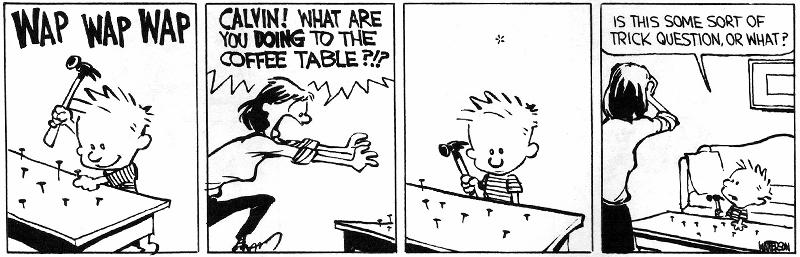 WAP WAP WAP
CALVIN! WHAT ARE
YOU DOING TO THE
COFFEE TABLE?!?
IS THIS SOME SORT OF
TRICK QUESTION, OR WHAT?
WATTERSON